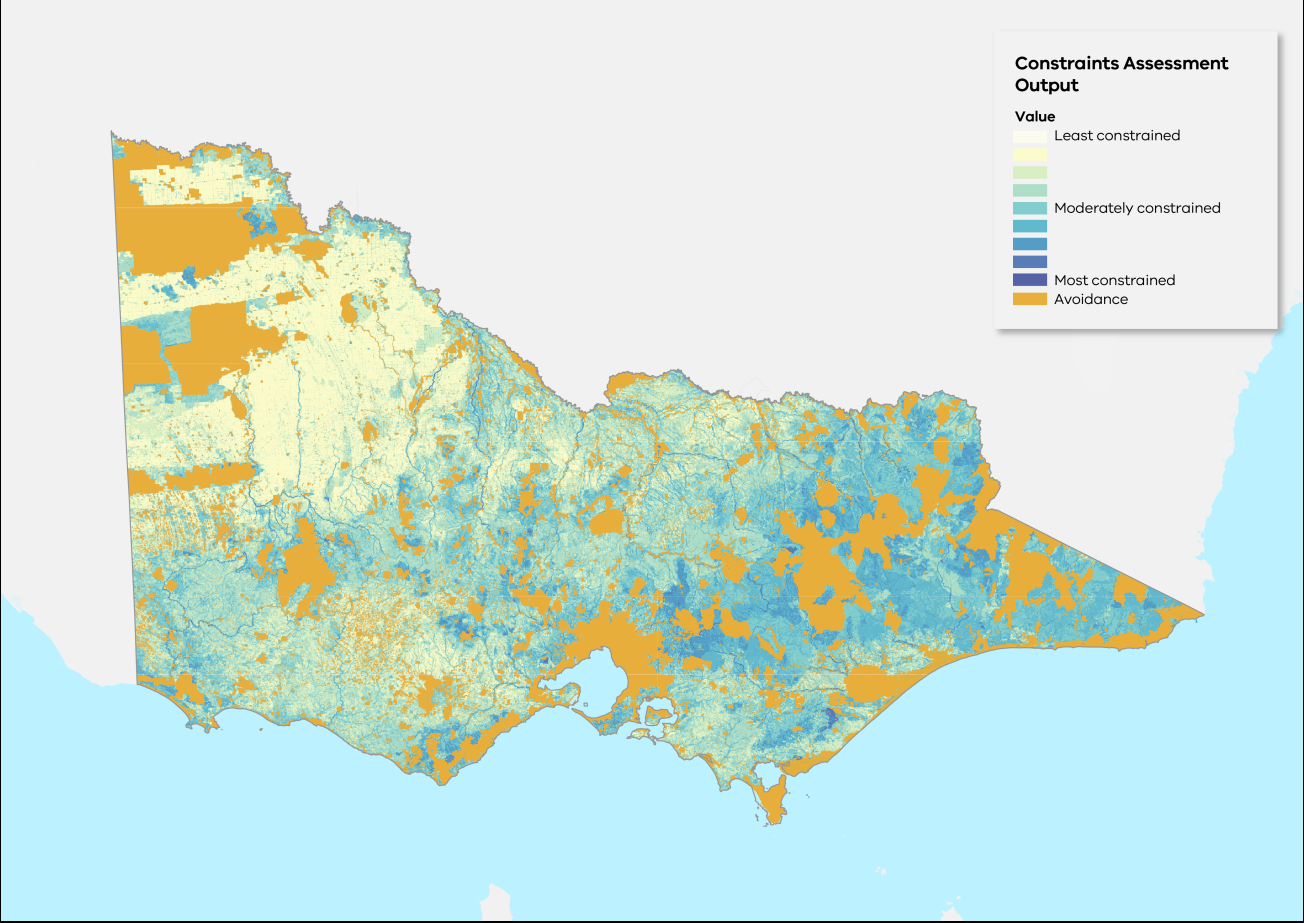 Constraints Assessment
Output
Value
Least constrained
Moderately constrained
Most constrained
Avoidance